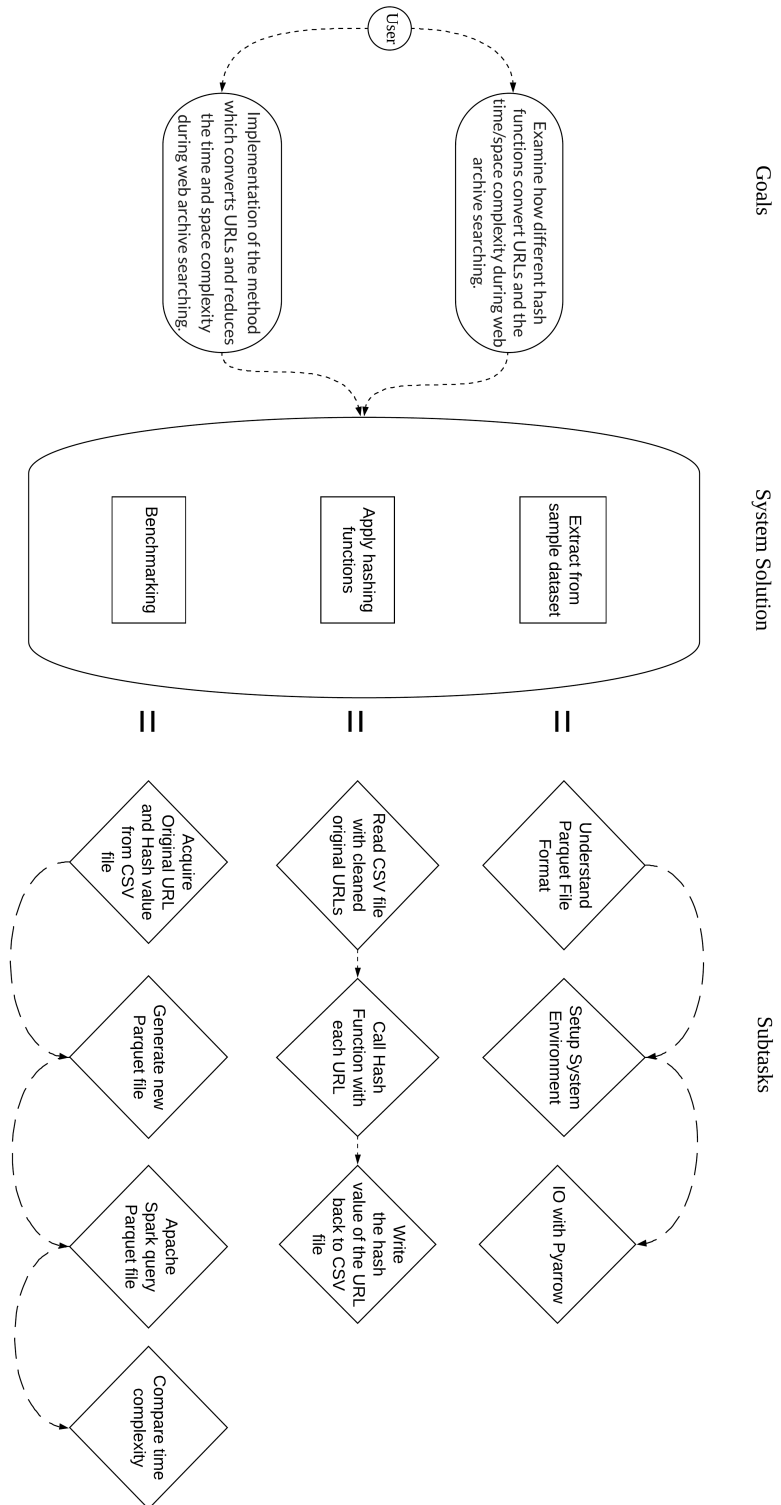 Goals
System Solution
Subtasks
User
Examine how different hash
functions convert URLs and the
time/space complexity during web
archive searching.
Implementation of the method
which converts URLs and reduces
the time and space complexity
during web archive searching.
Extract from
sample dataset
Apply hashing
functions
Benchmarking
=
=
=
Understand
Parquet File
Format
Setup System
Environment
IO with Pyarrow
Read CSV file
with cleaned
original URLs
Call Hash
Function with
each URL
Write
the hash
value of the URL
back to CSV
file
Acquire
Original URL
and Hash value
from CSV
file
Generate new
Parquet file
Apache
Spark query
Parquet file
Compare time
complexity